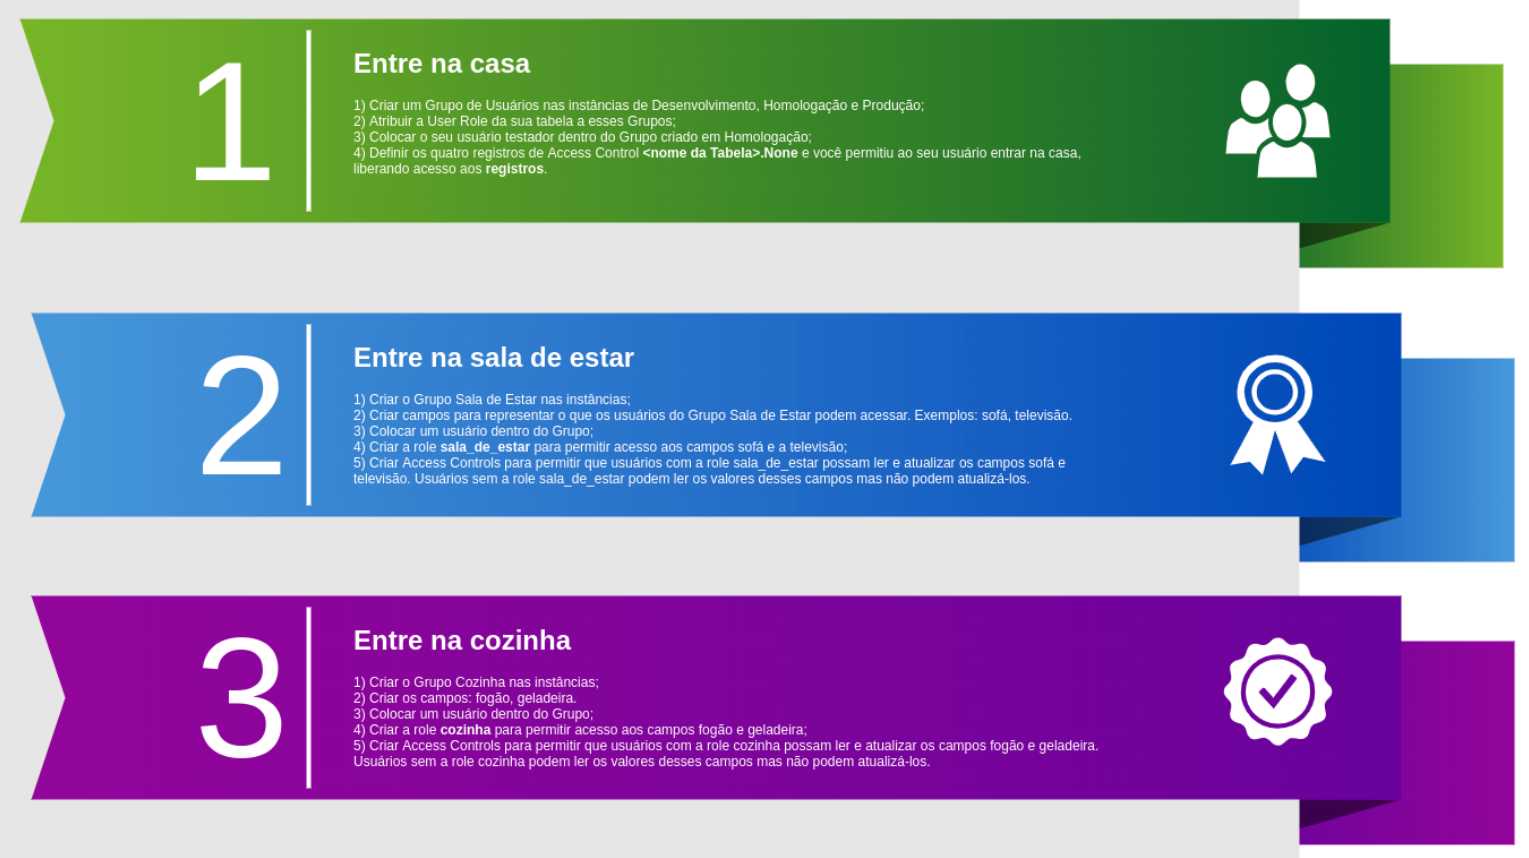 1
Entre na casa
1) Criar um Grupo de Usuários nas instâncias de Desenvolvimento, Homologação e Produção;
2) Atribuir a User Role da sua tabela a esses Grupos;
3) Colocar o seu usuário testador dentro do Grupo criado em Homologação;
4) Definir os quatro registros de Access Control <nome da Tabela>.None e você permitiu ao seu usuário entrar na casa,
liberando acesso aos registros.
2
Entre na sala de estar
1) Criar o Grupo Sala de Estar nas instâncias;
2) Criar campos para representar o que os usuários do Grupo Sala de Estar podem acessar. Exemplos: sofá, televisão.
3) Colocar um usuário dentro do Grupo;
4) Criar a role sala_de_estar para permitir acesso aos campos sofá e a televisão;
5) Criar Access Controls para permitir que usuários com a role sala_de_estar possam ler e atualizar os campos sofá e
televisão. Usuários sem a role sala_de_estar podem ler os valores desses campos mas não podem atualizá-los.
3
Entre na cozinha
1) Criar o Grupo Cozinha nas instâncias;
2) Criar os campos: fogão, geladeira.
3) Colocar um usuário dentro do Grupo;
4) Criar a role cozinha para permitir acesso aos campos fogão e geladeira;
5) Criar Access Controls para permitir que usuários com a role cozinha possam ler e atualizar os campos fogão e geladeira.
Usuários sem a role cozinha podem ler os valores desses campos mas não podem atualizá-los.